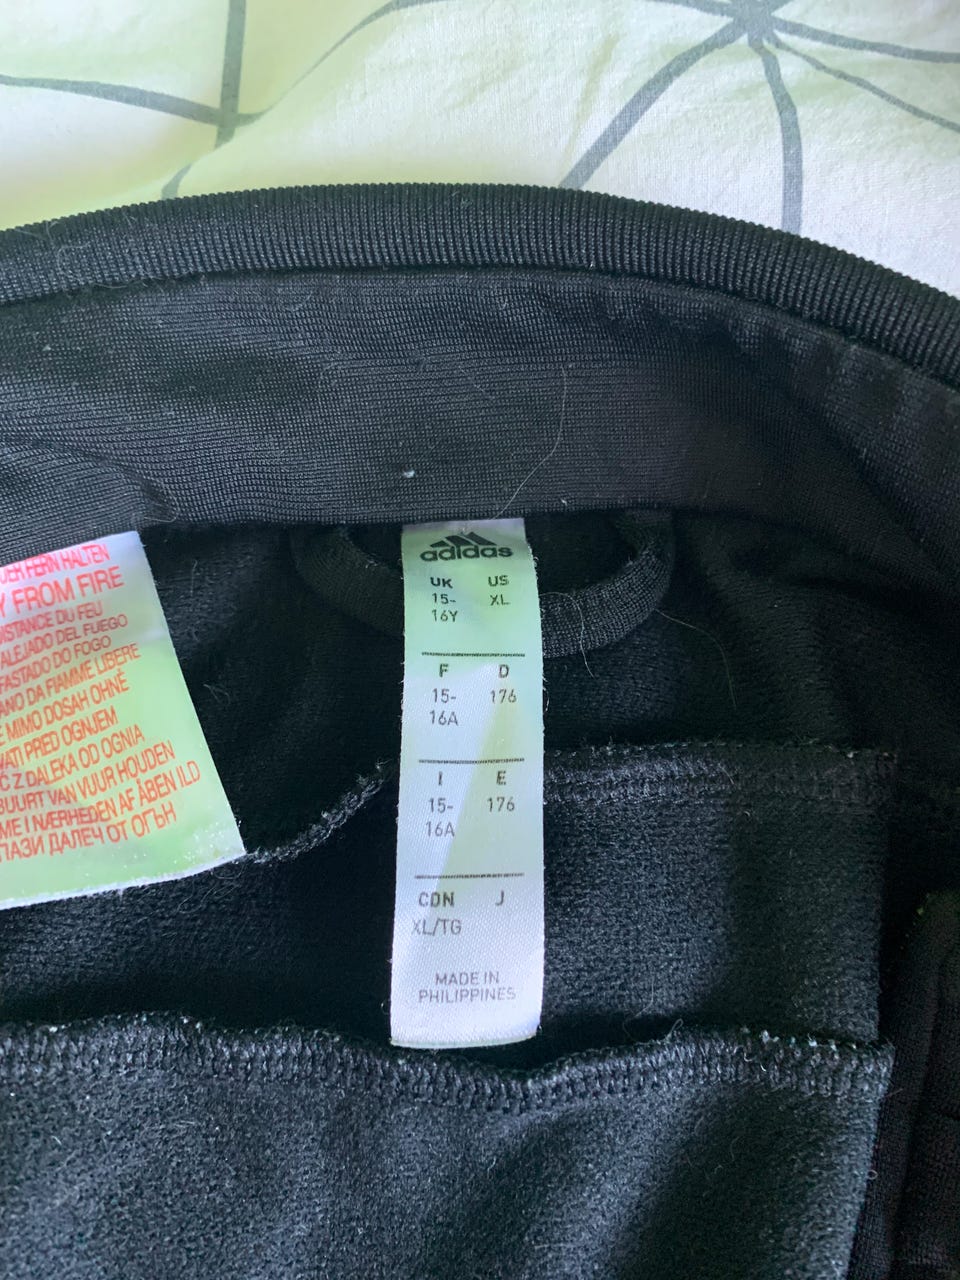 FERN HALTEN
FROM FIRE
DISTANCE DU FEU
ALEJADO DEL FUEGO
AFASTADO DO FOGO
DA FIAMME LIBERE
MIMO DOSAH OHNĚ
PRED OGNJEM
Z DALEKA OD OGNIA
BUURT VAN VUUR HOUDEN
I NÆRHEDEN AF ÅBEN ILD
ДАЛЕЧ ОТ ОГЪН
adidas
UK US
15- XL
16Y
F D
15- 176
16A
I E
15- 176
16A
CDN J
XL/TG
MADE IN
PHILIPPINES